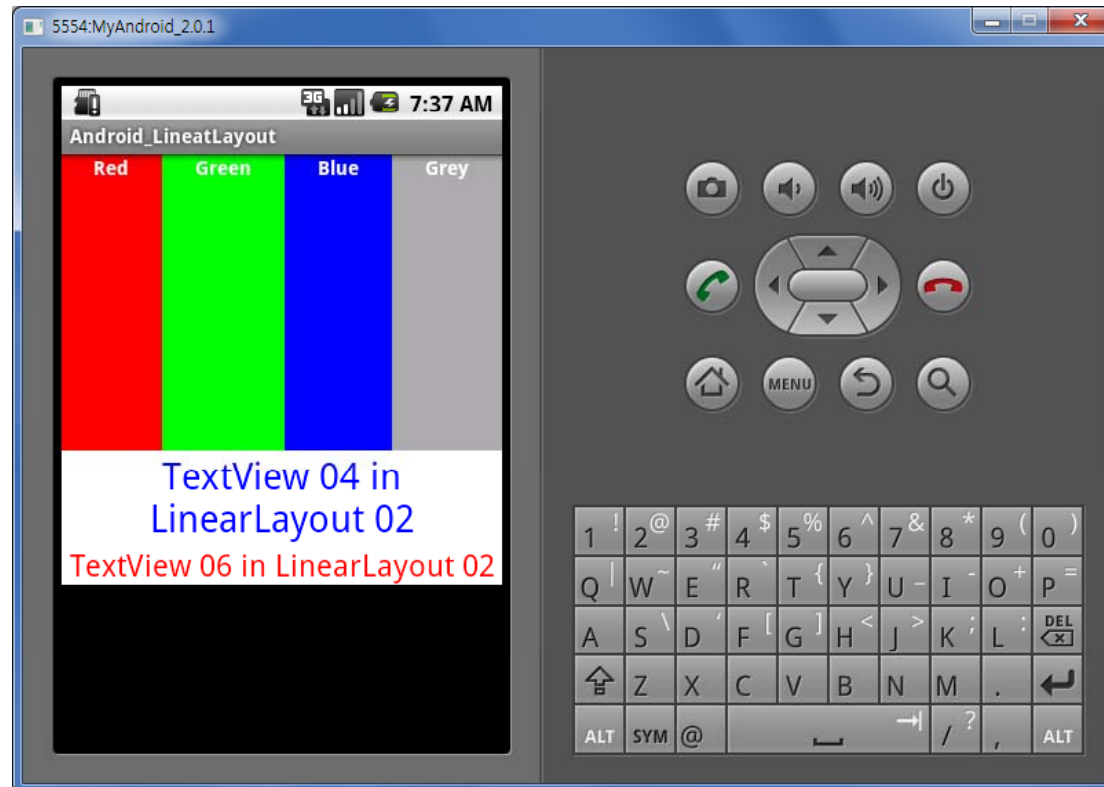 5554:MyAndroid_2.0.1
3G 7:37 AM
Android_LineatLayout
Red Green Blue Grey
TextView 04 in
LinearLayout 02
TextView 06 in LinearLayout 02
MENU
1 ! 2 @ 3 # 4 $ 5 % 6 ^ 7 & 8 * 9 ( 0 )
Q | W ~ E " R ` T { Y } U _ I - O + P =
A S \ D ' F [ G ] H < J > K ; L : DEL
Z X C V B N M .
ALT SYM @ / ? , ALT